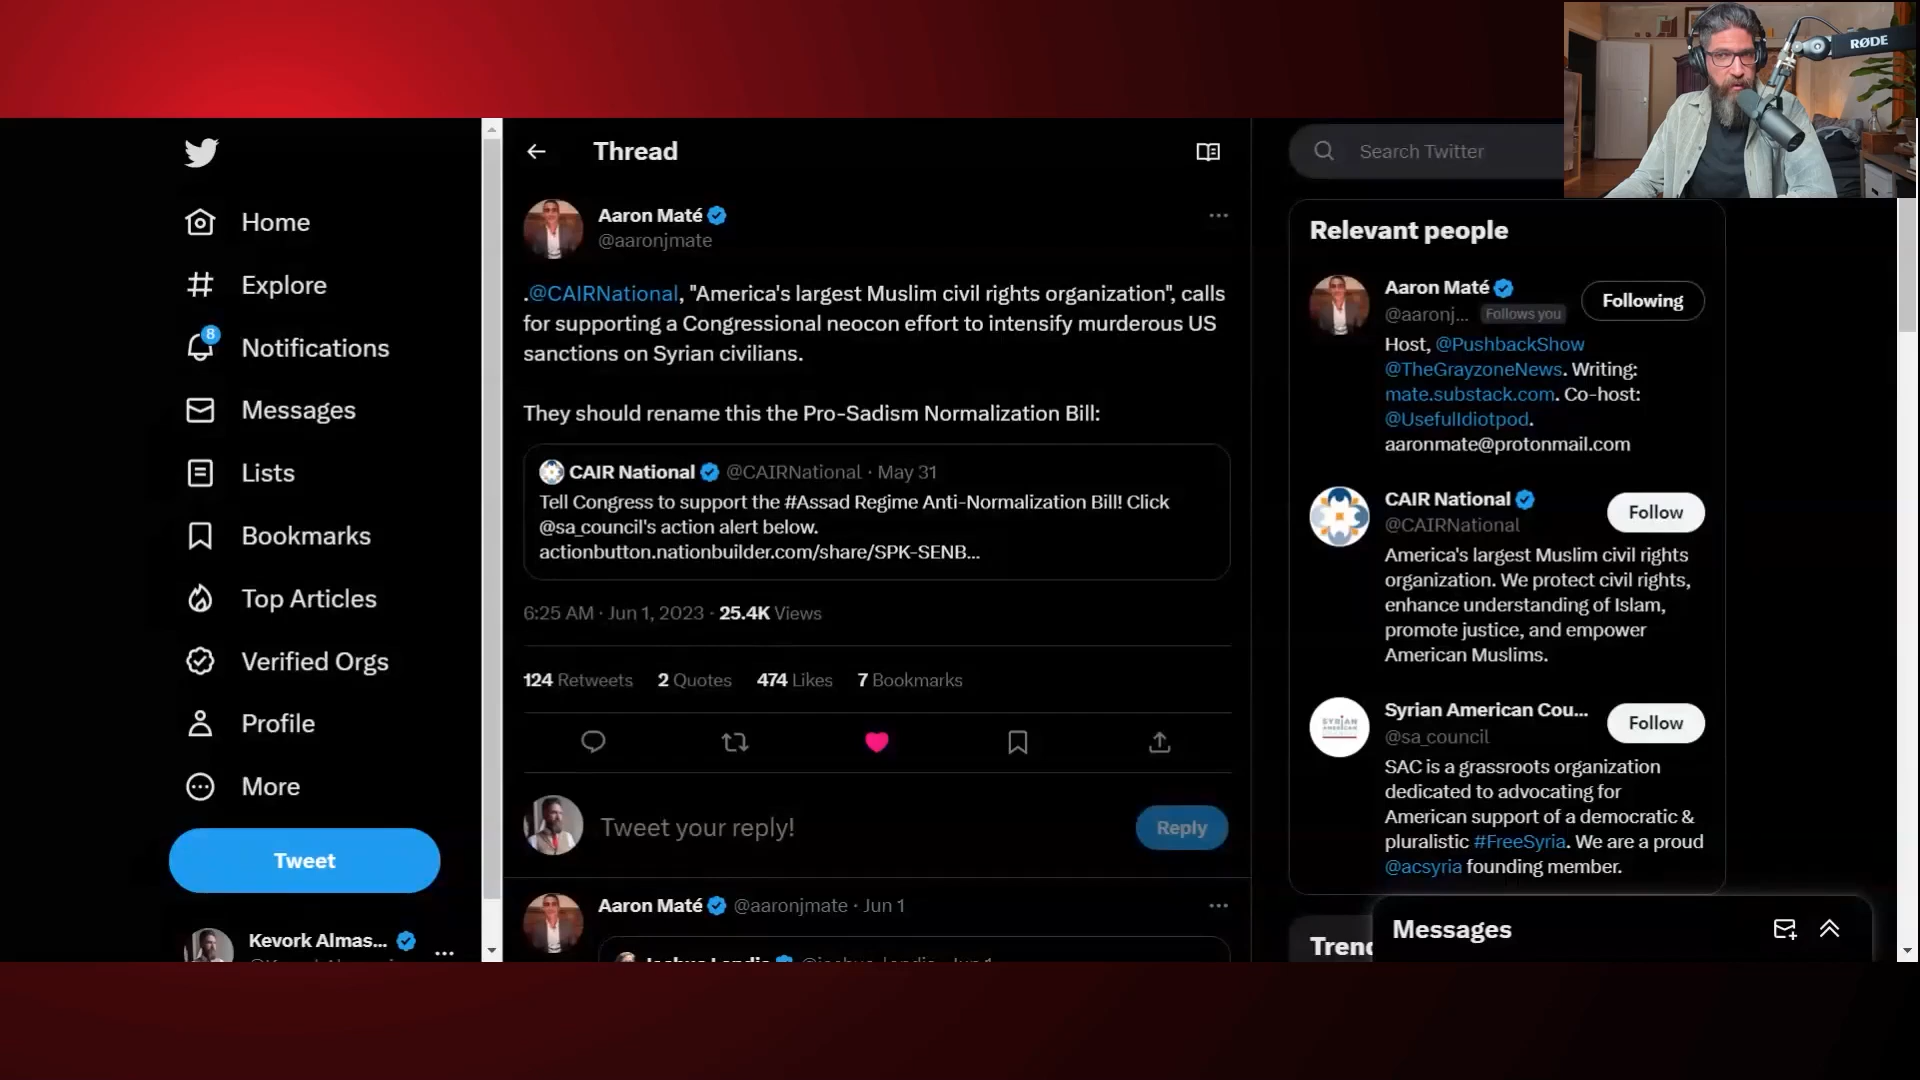 RØDE
Home
Explore
8
Notifications
Messages
Lists
Bookmarks
Top Articles
Verified Orgs
Profile
More
Tweet
Kevork Almas...
Thread
Aaron Maté
@aaronjmate
.@CAIRNational, "America's largest Muslim civil rights organization", calls
for supporting a Congressional neocon effort to intensify murderous US
sanctions on Syrian civilians.
They should rename this the Pro-Sadism Normalization Bill:
CAIR National @CAIRNational · May 31
Tell Congress to support the #Assad Regime Anti-Normalization Bill! Click
@sa_council's action alert below.
actionbutton.nationbuilder.com/share/SPK-SENB...
6:25 AM · Jun 1, 2023 · 25.4K Views
124 Retweets 2 Quotes 474 Likes 7 Bookmarks
Tweet your reply!
Reply
Aaron Maté @aaronjmate · Jun 1
Search Twitter
Relevant people
Aaron Maté
Following
@aaronj... Follows you
Host, @PushbackShow
@TheGrayzoneNews. Writing:
mate.substack.com. Co-host:
@UsefulIdiotpod.
aaronmate@protonmail.com
CAIR National
Follow
@CAIRNational
America's largest Muslim civil rights
organization. We protect civil rights,
enhance understanding of Islam,
promote justice, and empower
American Muslims.
SYRIAN
AMERICAN
Syrian American Cou...
Follow
@sa_council
SAC is a grassroots organization
dedicated to advocating for
American support of a democratic &
pluralistic #FreeSyria. We are a proud
@acsyria founding member.
Trend
Messages